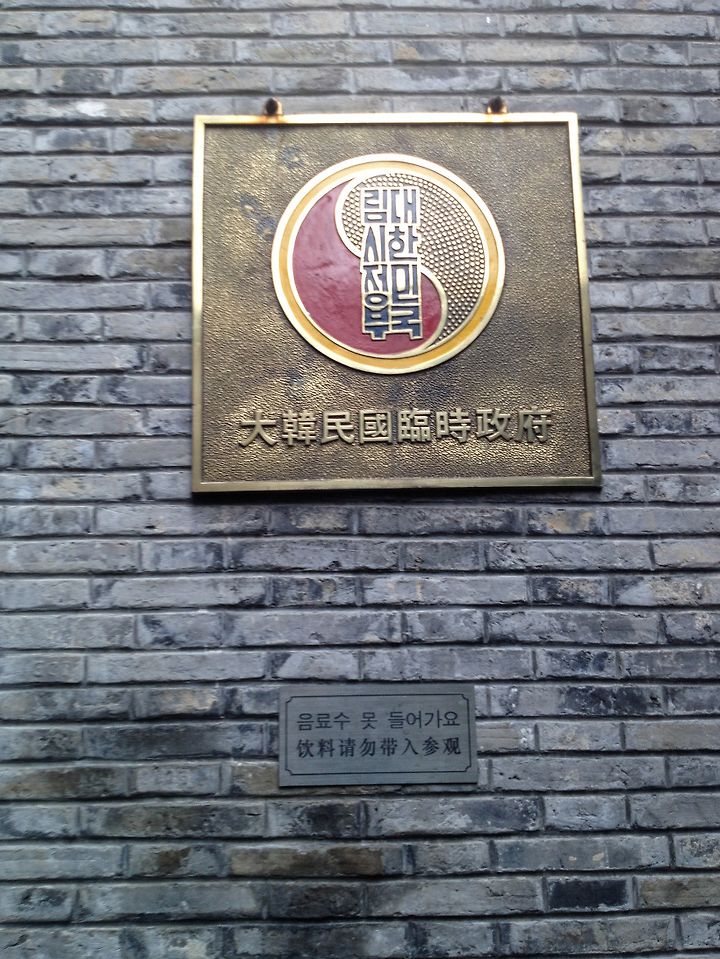 대한민국
림시정부
大韓民國臨時政府
음료수 못 들어가요
饮料请勿带入参观